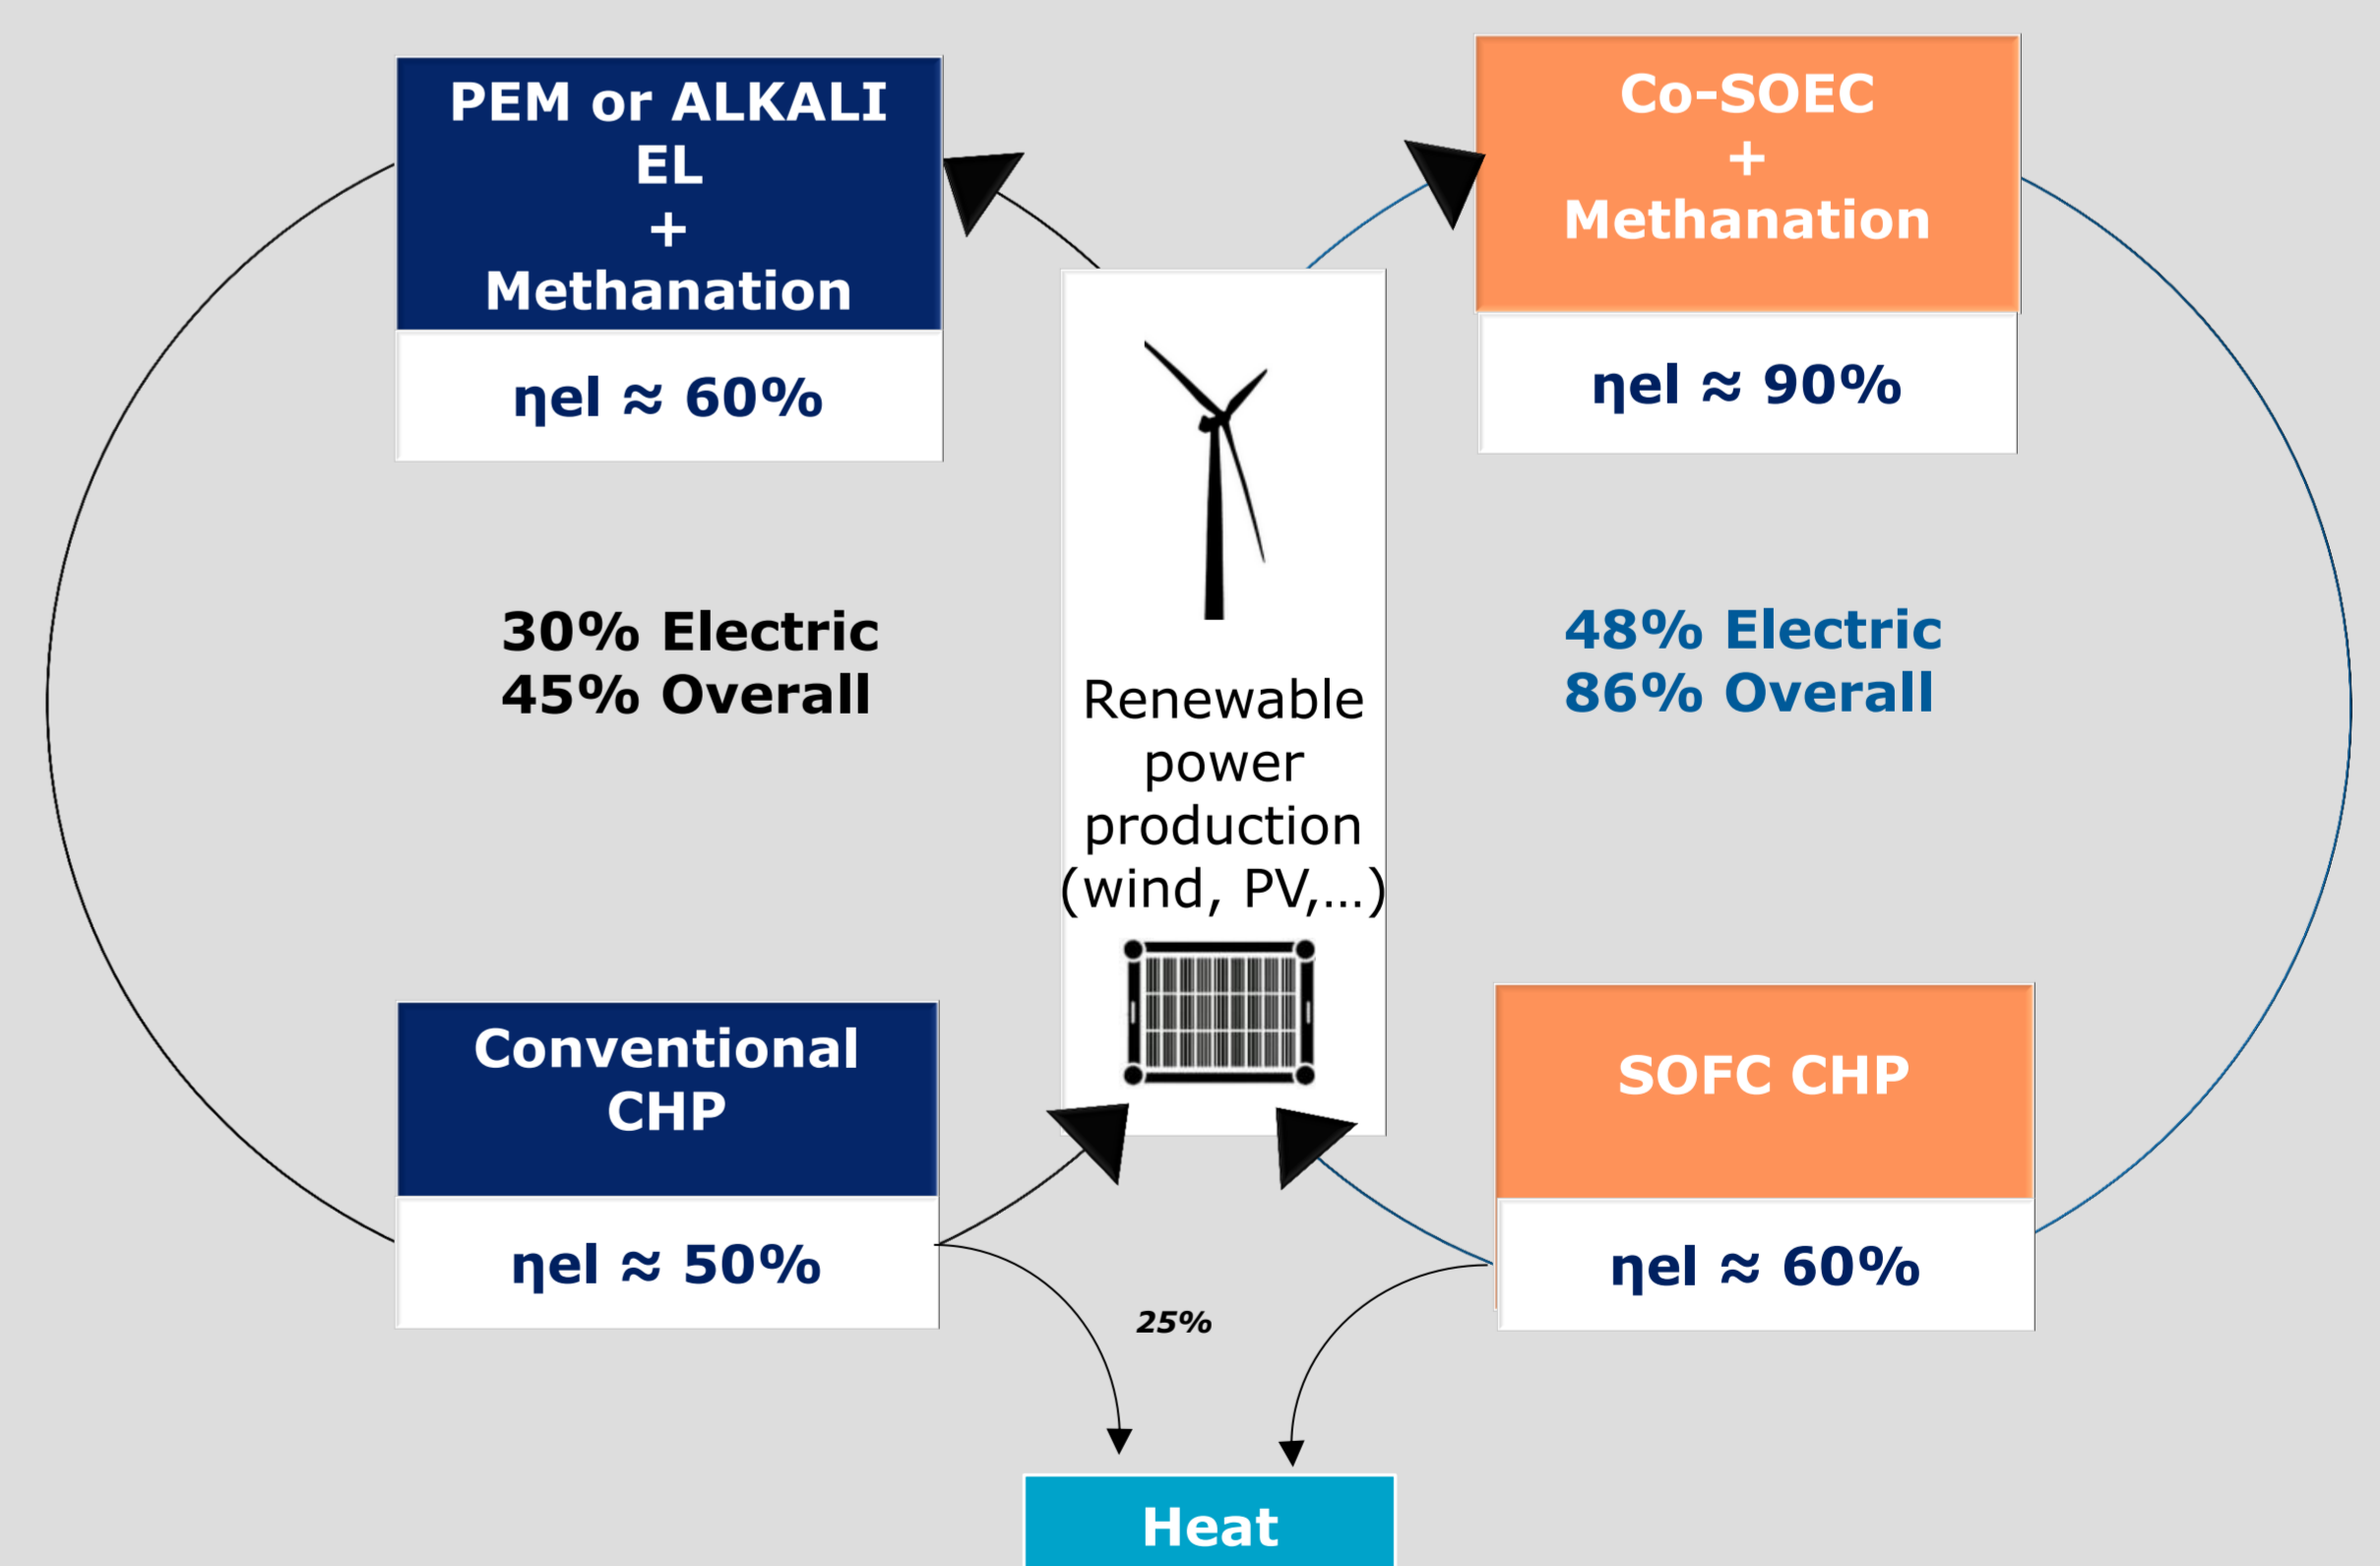 PEM or ALKALI
EL
+
Methanation
ηel ≈ 60%
Co-SOEC
+
Methanation
ηel ≈ 90%
30% Electric
45% Overall
Renewable
power
production
(wind, PV,...)
48% Electric
86% Overall
Conventional
CHP
ηel ≈ 50%
SOFC CHP
ηel ≈ 60%
25%
Heat